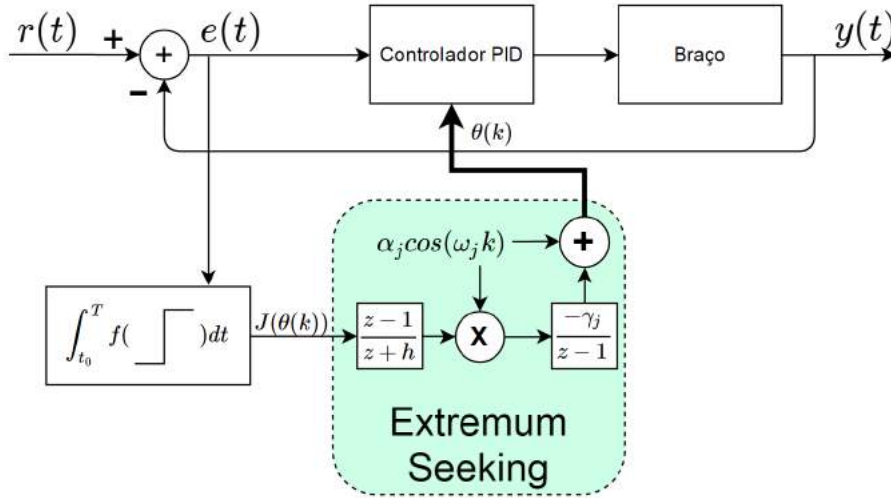 r(t)
+
+
−
e(t)
Controlador PID
Braço
y(t)
θ(k)
α_j cos(ω_j k)
+
∫_{t_0}^{T} f( )dt
J(θ(k))
z − 1
z + h
X
−γ_j
z − 1
Extremum
Seeking